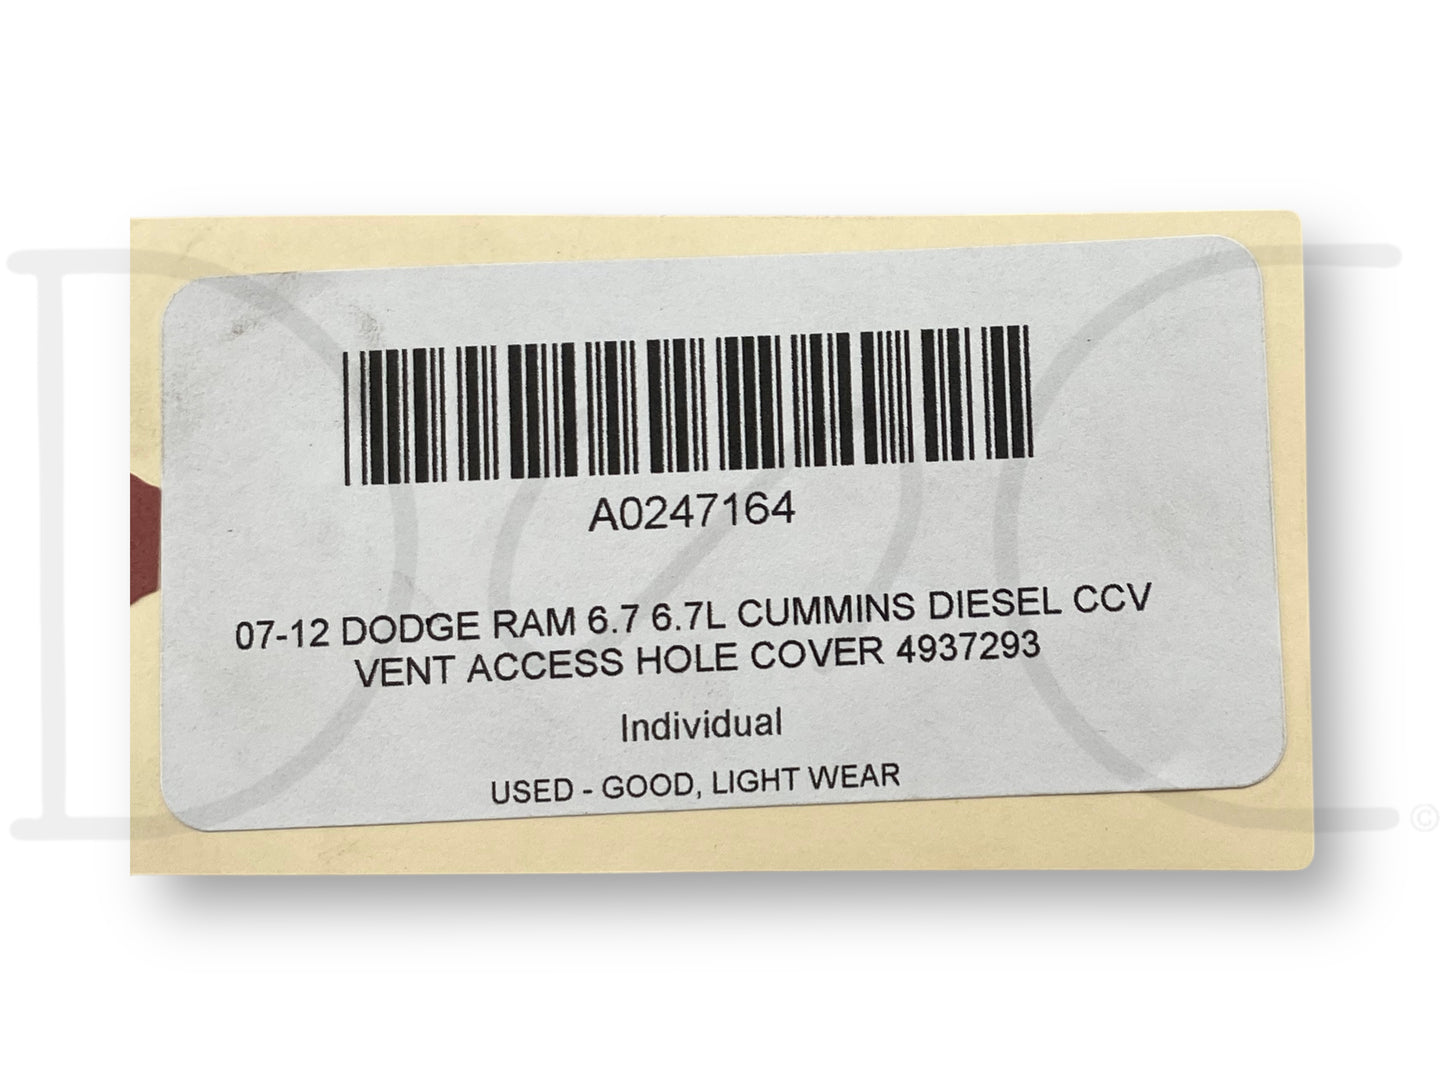 A0247164
07-12 DODGE RAM 6.7 6.7L CUMMINS DIESEL CCV
VENT ACCESS HOLE COVER 4937293
Individual
USED - GOOD, LIGHT WEAR
©